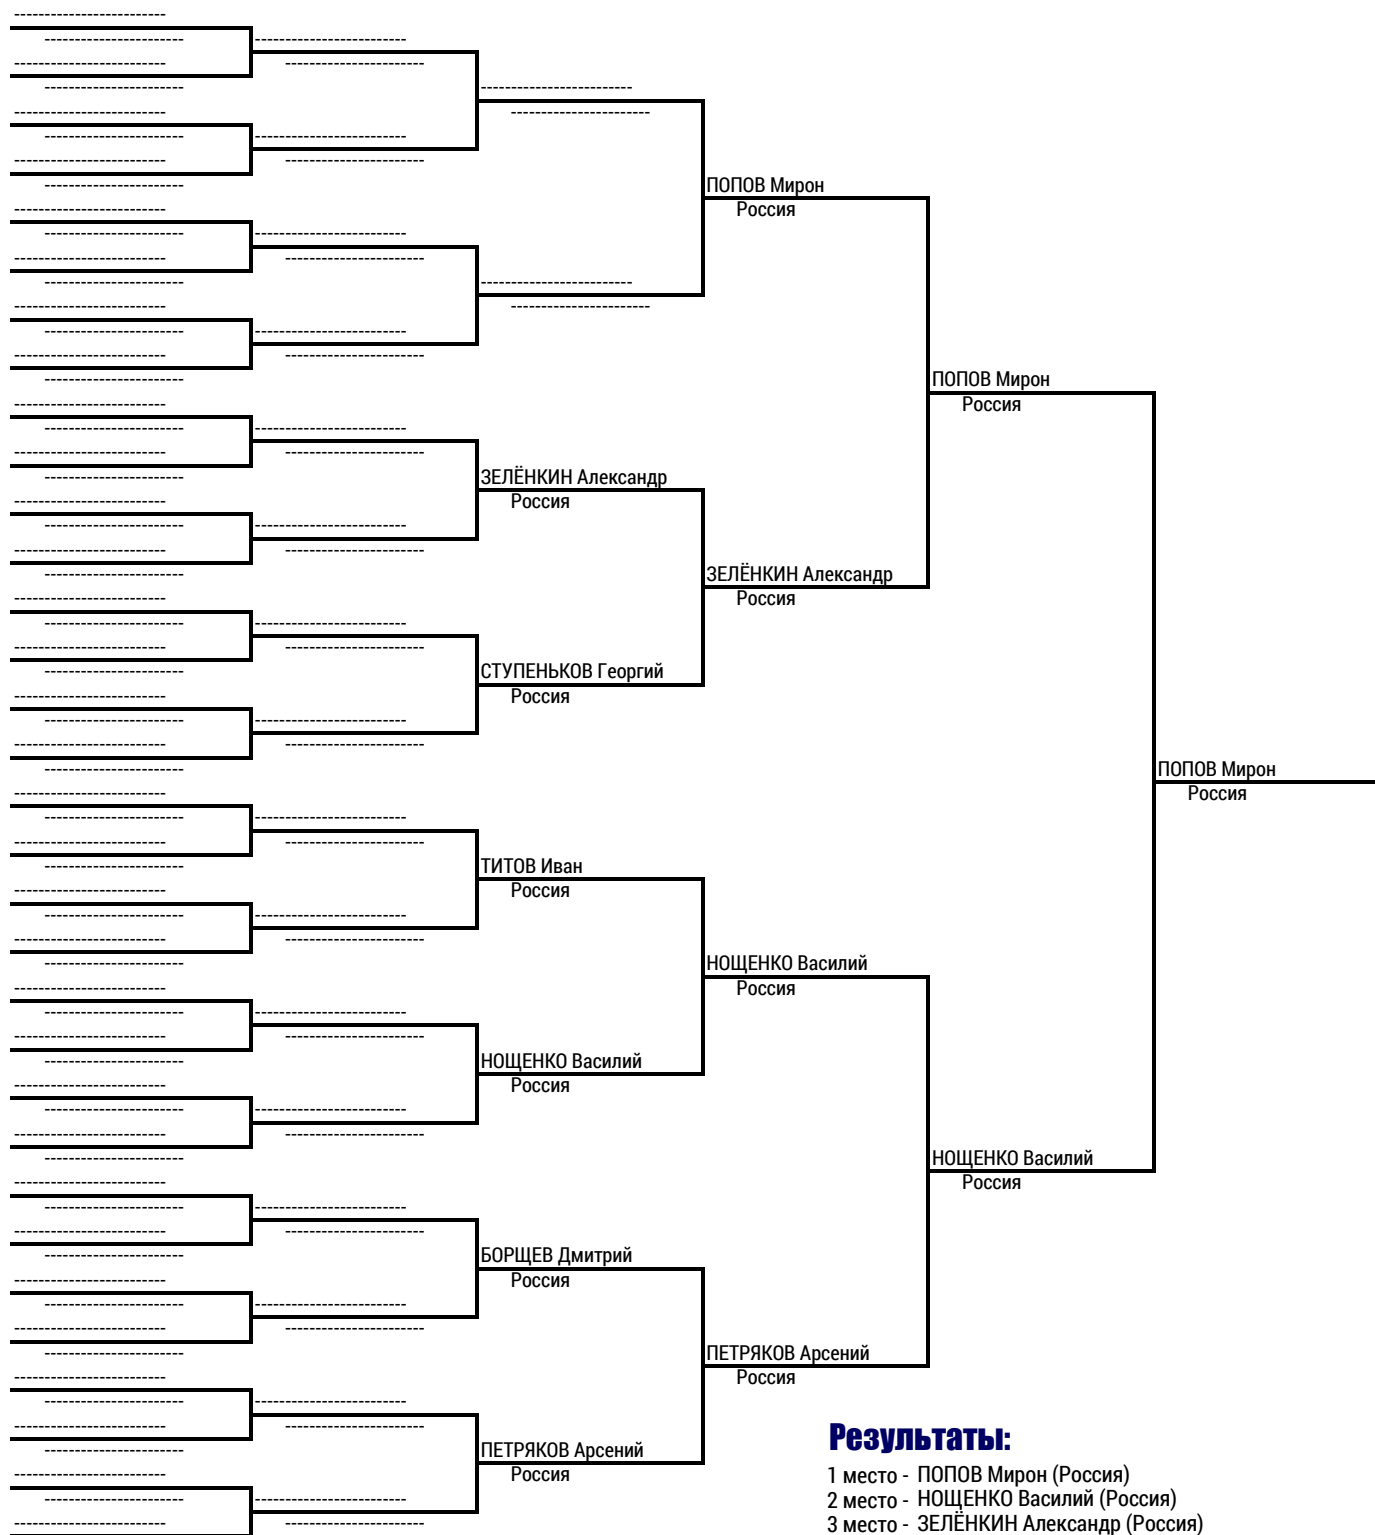 ПОПОВ Мирон
Россия
ПОПОВ Мирон
Россия
ЗЕЛЁНКИН Александр
Россия
ЗЕЛЁНКИН Александр
Россия
СТУПЕНЬКОВ Георгий
Россия
ПОПОВ Мирон
Россия
ТИТОВ Иван
Россия
НОЩЕНКО Василий
Россия
НОЩЕНКО Василий
Россия
НОЩЕНКО Василий
Россия
БОРЩЕВ Дмитрий
Россия
ПЕТРЯКОВ Арсений
Россия
ПЕТРЯКОВ Арсений
Россия
Результаты:
1 место - ПОПОВ Мирон (Россия)
2 место - НОЩЕНКО Василий (Россия)
3 место - ЗЕЛЁНКИН Александр (Россия)